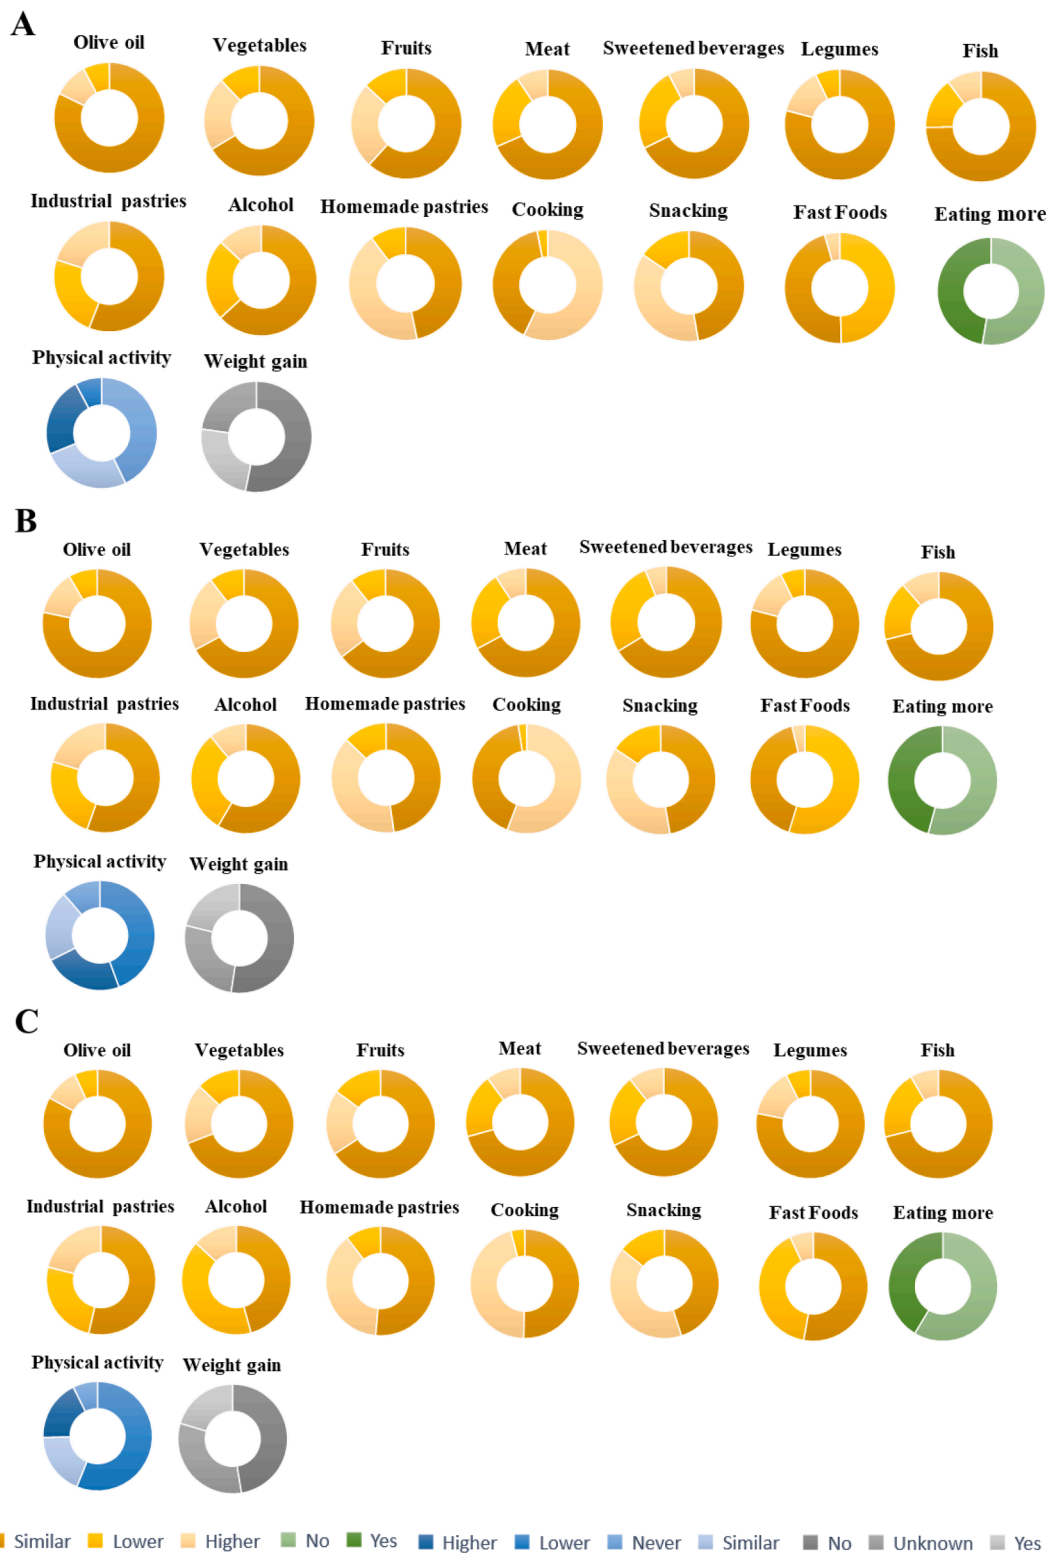 A
Olive oil
Vegetables
Fruits
Meat
Sweetened beverages
Legumes
Fish
Industrial pastries
Alcohol
Homemade pastries
Cooking
Snacking
Fast Foods
Eating more
Physical activity
Weight gain
B
Olive oil
Vegetables
Fruits
Meat
Sweetened beverages
Legumes
Fish
Industrial pastries
Alcohol
Homemade pastries
Cooking
Snacking
Fast Foods
Eating more
Physical activity
Weight gain
C
Olive oil
Vegetables
Fruits
Meat
Sweetened beverages
Legumes
Fish
Industrial pastries
Alcohol
Homemade pastries
Cooking
Snacking
Fast Foods
Eating more
Physical activity
Weight gain
Similar Lower Higher No Yes Higher Lower Never Similar No Unknown Yes